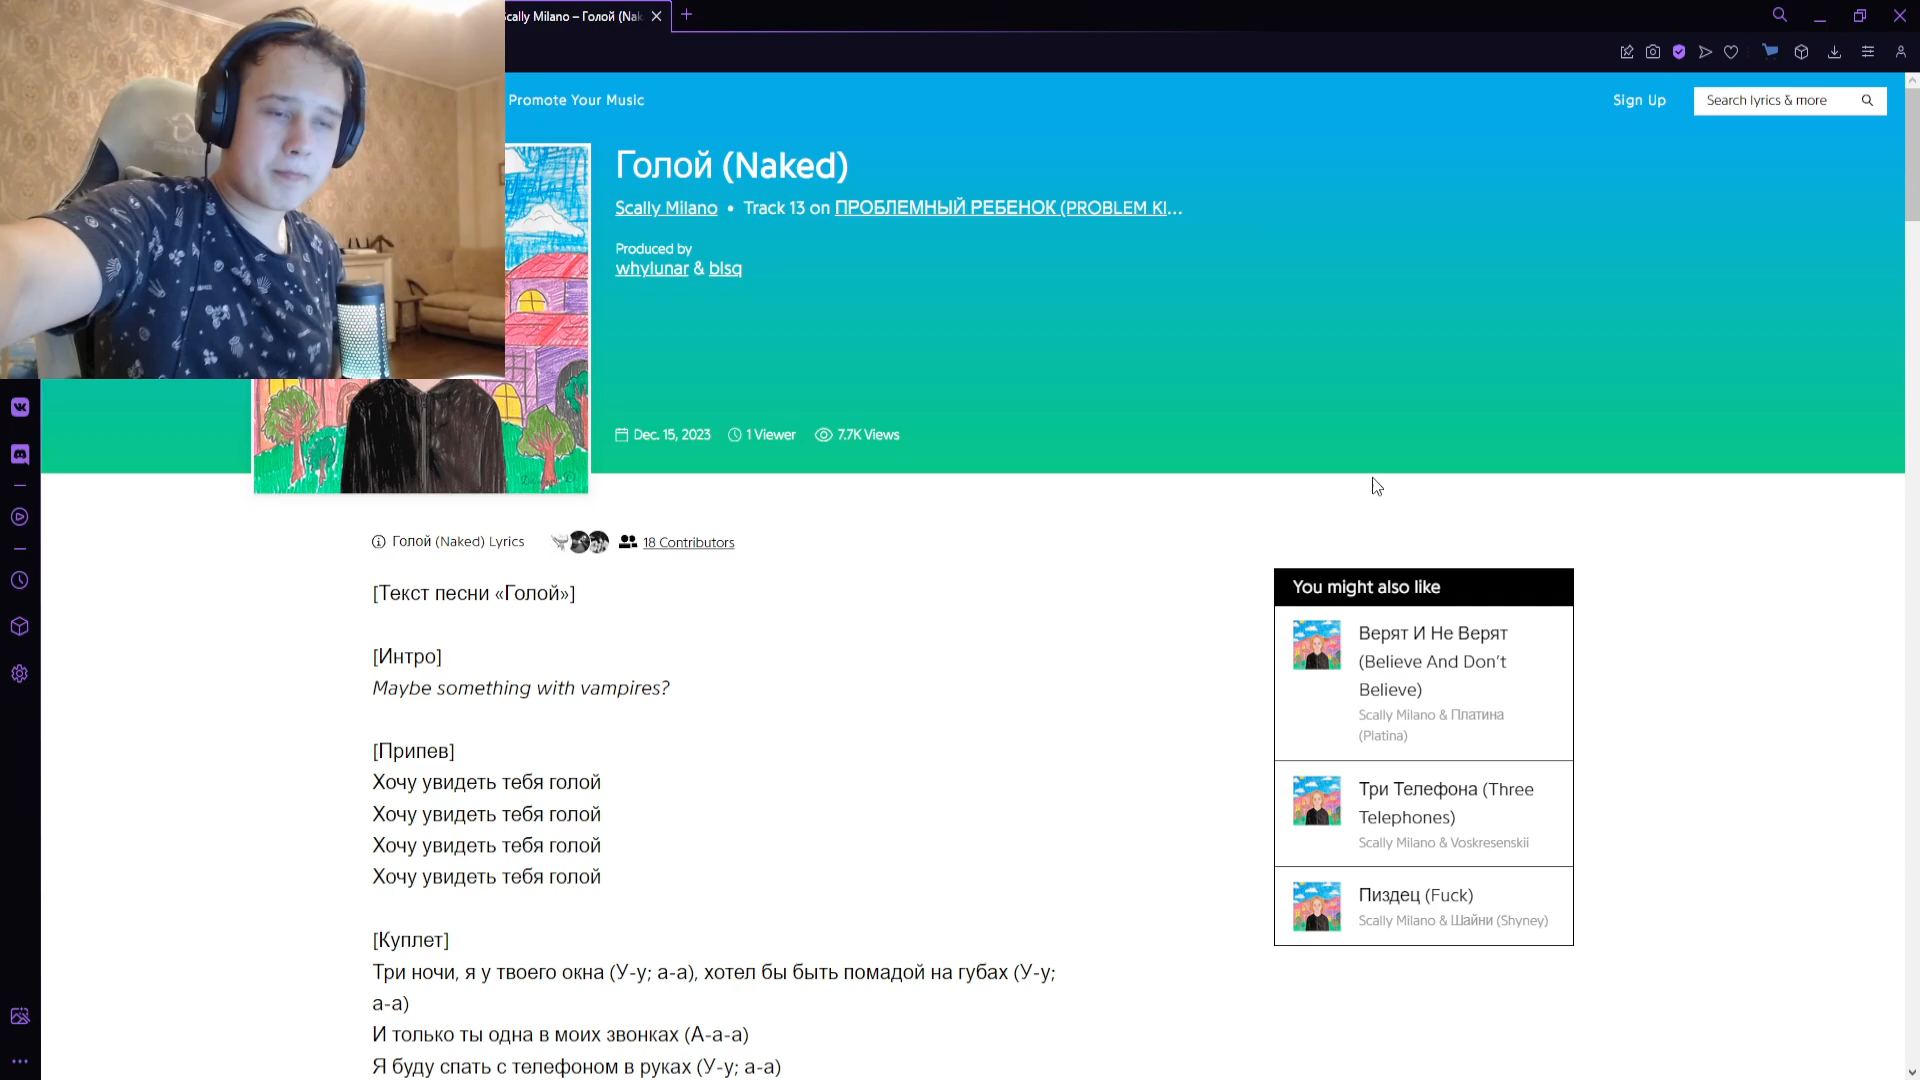 Scally Milano – Голой (Nak
Promote Your Music
Sign Up
Search lyrics & more
Голой (Naked)
Scally Milano • Track 13 on ПРОБЛЕМНЫЙ РЕБЕНОК (PROBLEM KI...
Produced by
whylunar & blsq
Dec. 15, 2023 1 Viewer 7.7K Views
Голой (Naked) Lyrics 18 Contributors
[Текст песни «Голой»]
[Интро]
Maybe something with vampires?
[Припев]
Хочу увидеть тебя голой
Хочу увидеть тебя голой
Хочу увидеть тебя голой
Хочу увидеть тебя голой
[Куплет]
Три ночи, я у твоего окна (У-у; а-а), хотел бы быть помадой на губах (У-у;
а-а)
И только ты одна в моих звонках (А-а-а)
Я буду спать с телефоном в руках (У-у; а-а)
You might also like
Верят И Не Верят
(Believe And Don't
Believe)
Scally Milano & Платина
(Platina)
Три Телефона (Three
Telephones)
Scally Milano & Voskresenskii
Пиздец (Fuck)
Scally Milano & Шайни (Shyney)